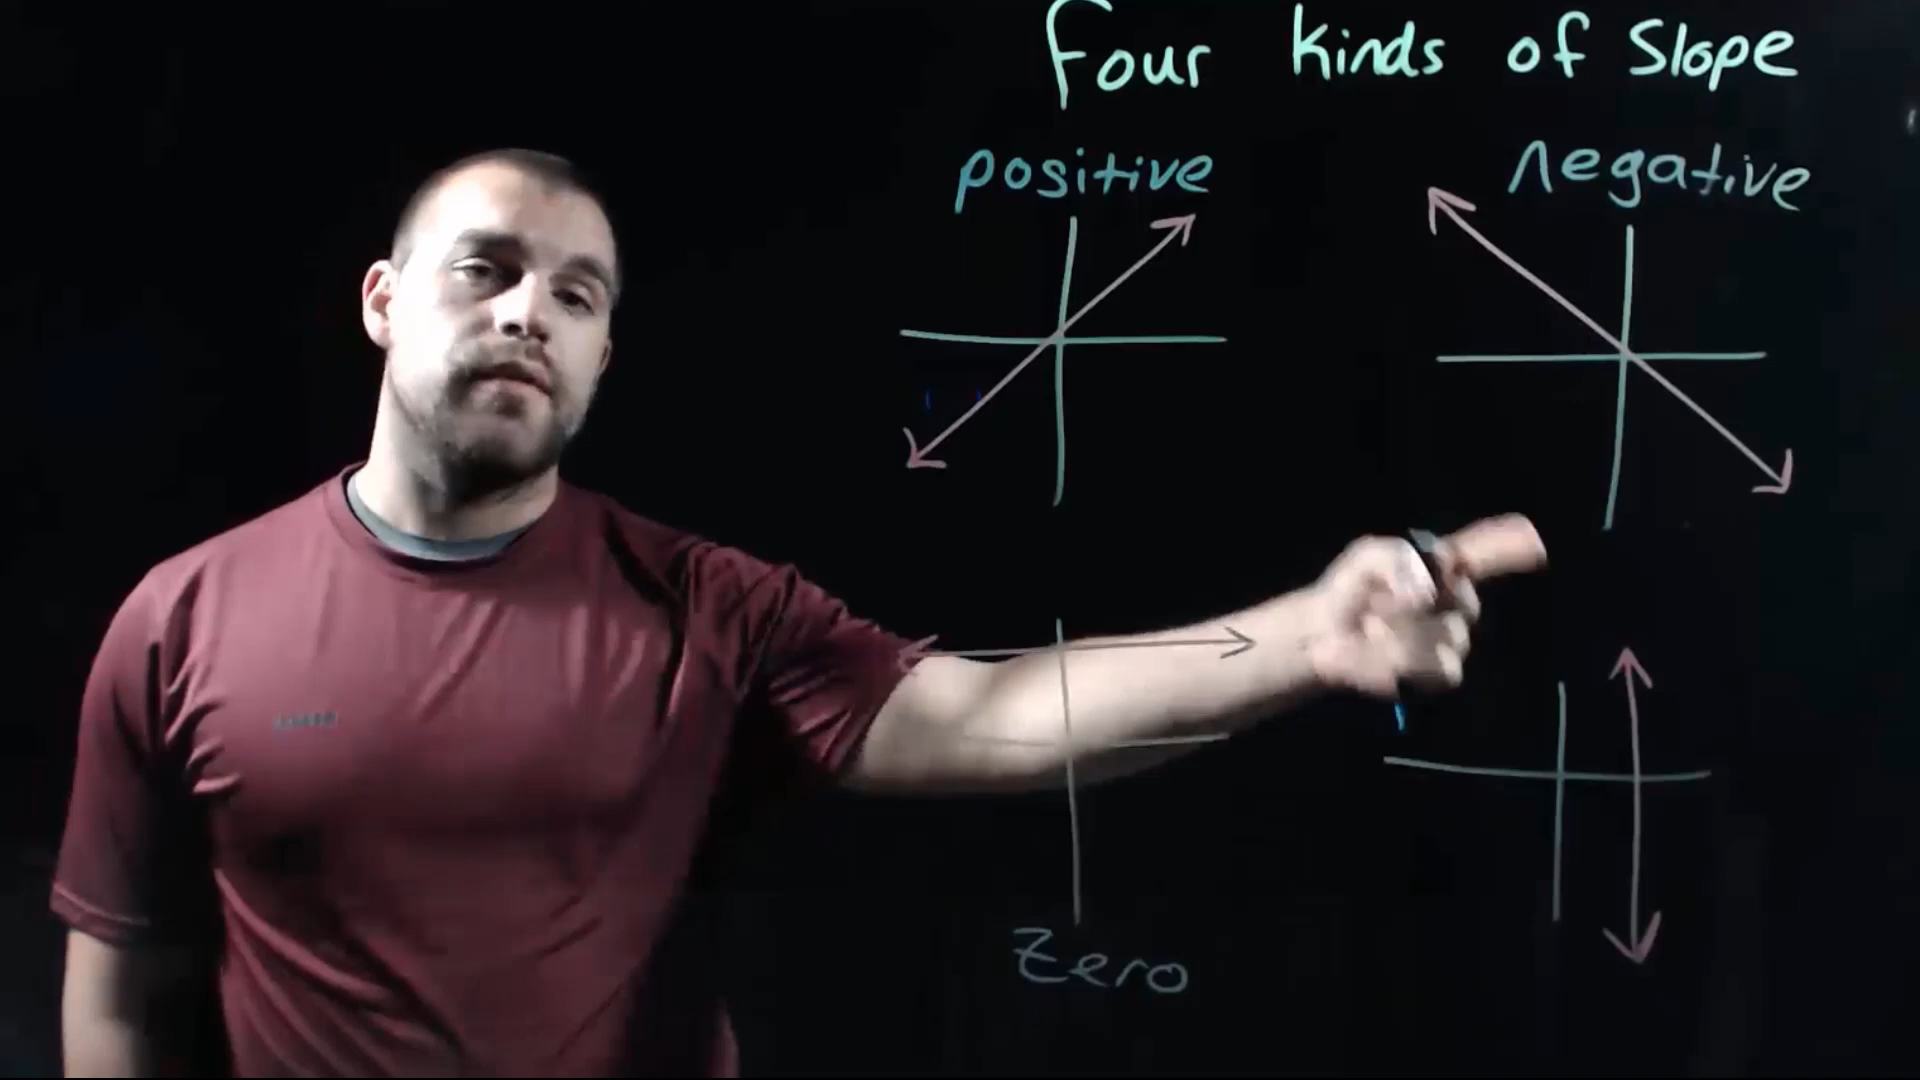 Four Kinds of Slope
positive
negative
Zero